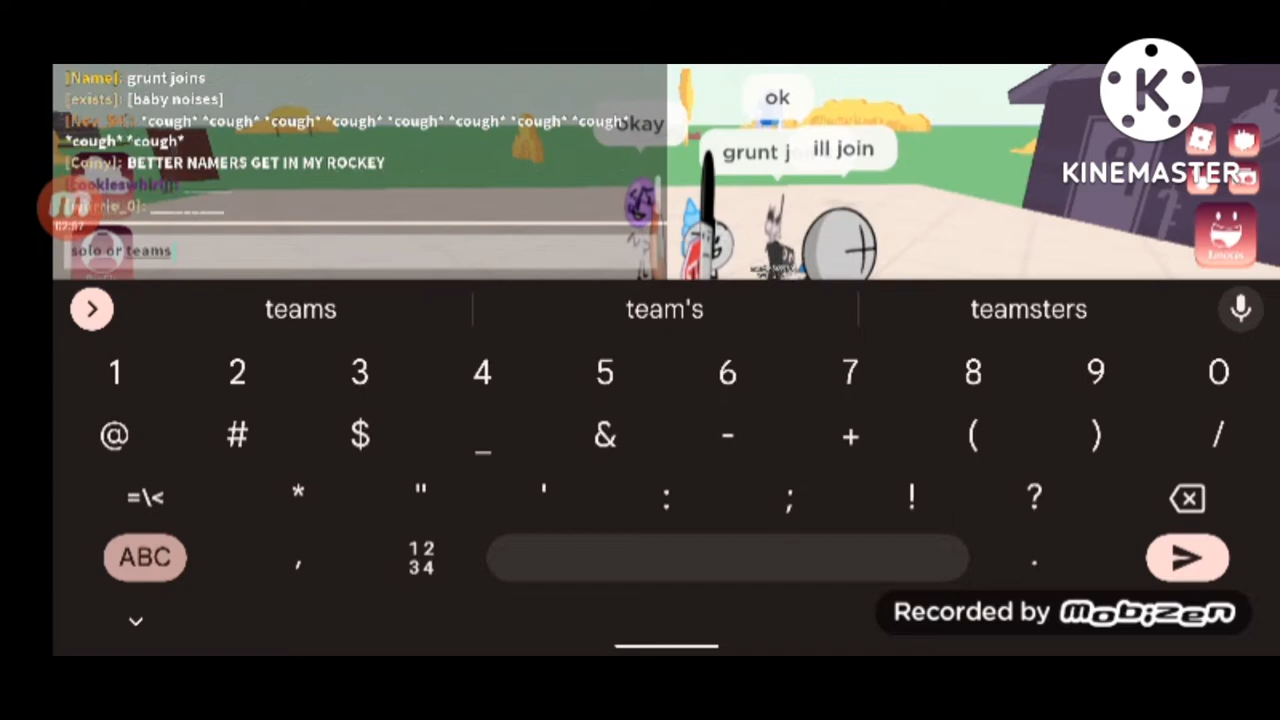 [Name]: grunt joins
[exists]: [baby noises]
*cough* *cough* *cough* *cough* *cough* *cough* *cough* *cough*
*cough* *cough*
[Coiny]: BETTER NAMERS GET IN MY ROCKEY
solo or teams
okay
ok
grunt j
ill join
K
KINEMASTER
teams team's teamsters
1 2 3 4 5 6 7 8 9 0
@ # $ _ & - + ( ) /
=\< * " ' : ; ! ?
ABC , 12 .
34
Recorded by mobizen